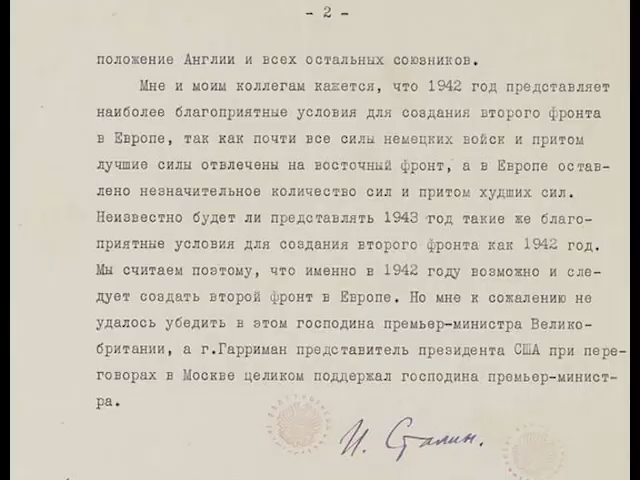 - 2 -
положение Англии и всех остальных союзников.
Мне и моим коллегам кажется, что 1942 год представляет
наиболее благоприятные условия для создания второго фронта
в Европе, так как почти все силы немецких войск и притом
лучшие силы отвлечены на восточный фронт, а в Европе остав-
лено незначительное количество сил и притом худших сил.
Неизвестно будет ли представлять 1943 год такие же благо-
приятные условия для создания второго фронта как 1942 год.
Мы считаем поэтому, что именно в 1942 году возможно и сле-
дует создать второй фронт в Европе. Но мне к сожалению не
удалось убедить в этом господина премьер-министра Велико-
британии, а г.Гарриман представитель президента США при пере-
говорах в Москве целиком поддержал господина премьер-минист-
ра.
И. Сталин.